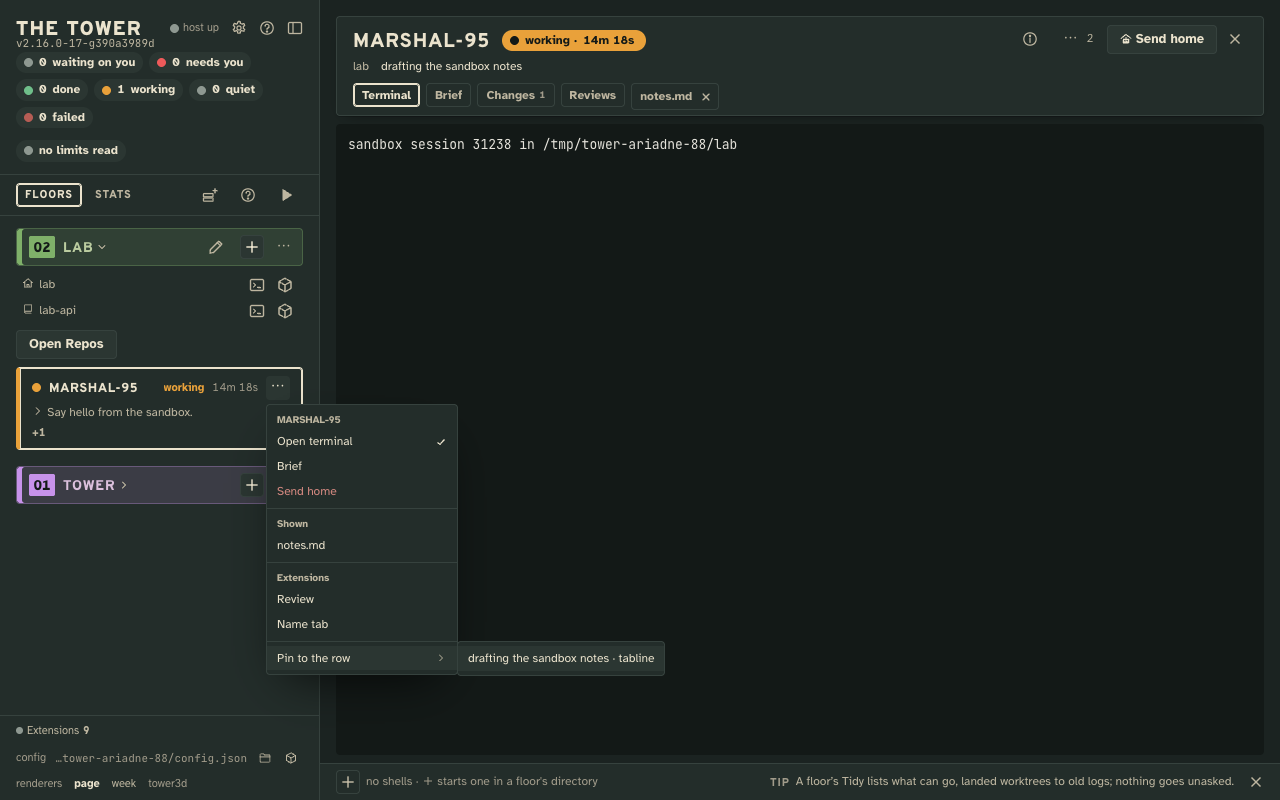 THE TOWER
host up
v2.16.0-17-g390a3989d
0 waiting on you
0 needs you
0 done
1 working
0 quiet
0 failed
no limits read
FLOORS
STATS
02 LAB
lab
lab-api
Open Repos
MARSHAL-95 working 14m 18s ...
Say hello from the sandbox.
+1
01 TOWER
Extensions 9
config …tower-ariadne-88/config.json
renderers page week tower3d
MARSHAL-95 working · 14m 18s
... 2
Send home
lab drafting the sandbox notes
Terminal
Brief
Changes 1
Reviews
notes.md
sandbox session 31238 in /tmp/tower-ariadne-88/lab
MARSHAL-95
Open terminal
Brief
Send home
Shown
notes.md
Extensions
Review
Name tab
Pin to the row
drafting the sandbox notes · tabline
no shells · + starts one in a floor's directory
TIP A floor's Tidy lists what can go, landed worktrees to old logs; nothing goes unasked.